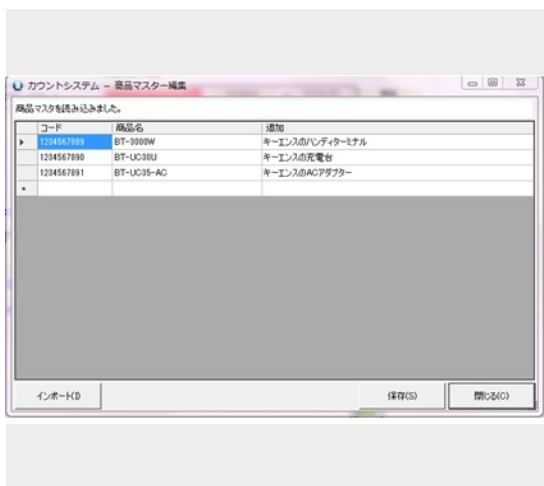 カウントシステム - 商品マスター編集
商品マスタを読み込みました。
コード 商品名 追加
1234567889 BT-3000W キーエンスのハンディターミナル
1234567890 BT-UC30U キーエンスの充電台
1234567891 BT-UC35-AC キーエンスのACアダプター
インポート(I) 保存(S) 閉じる(C)